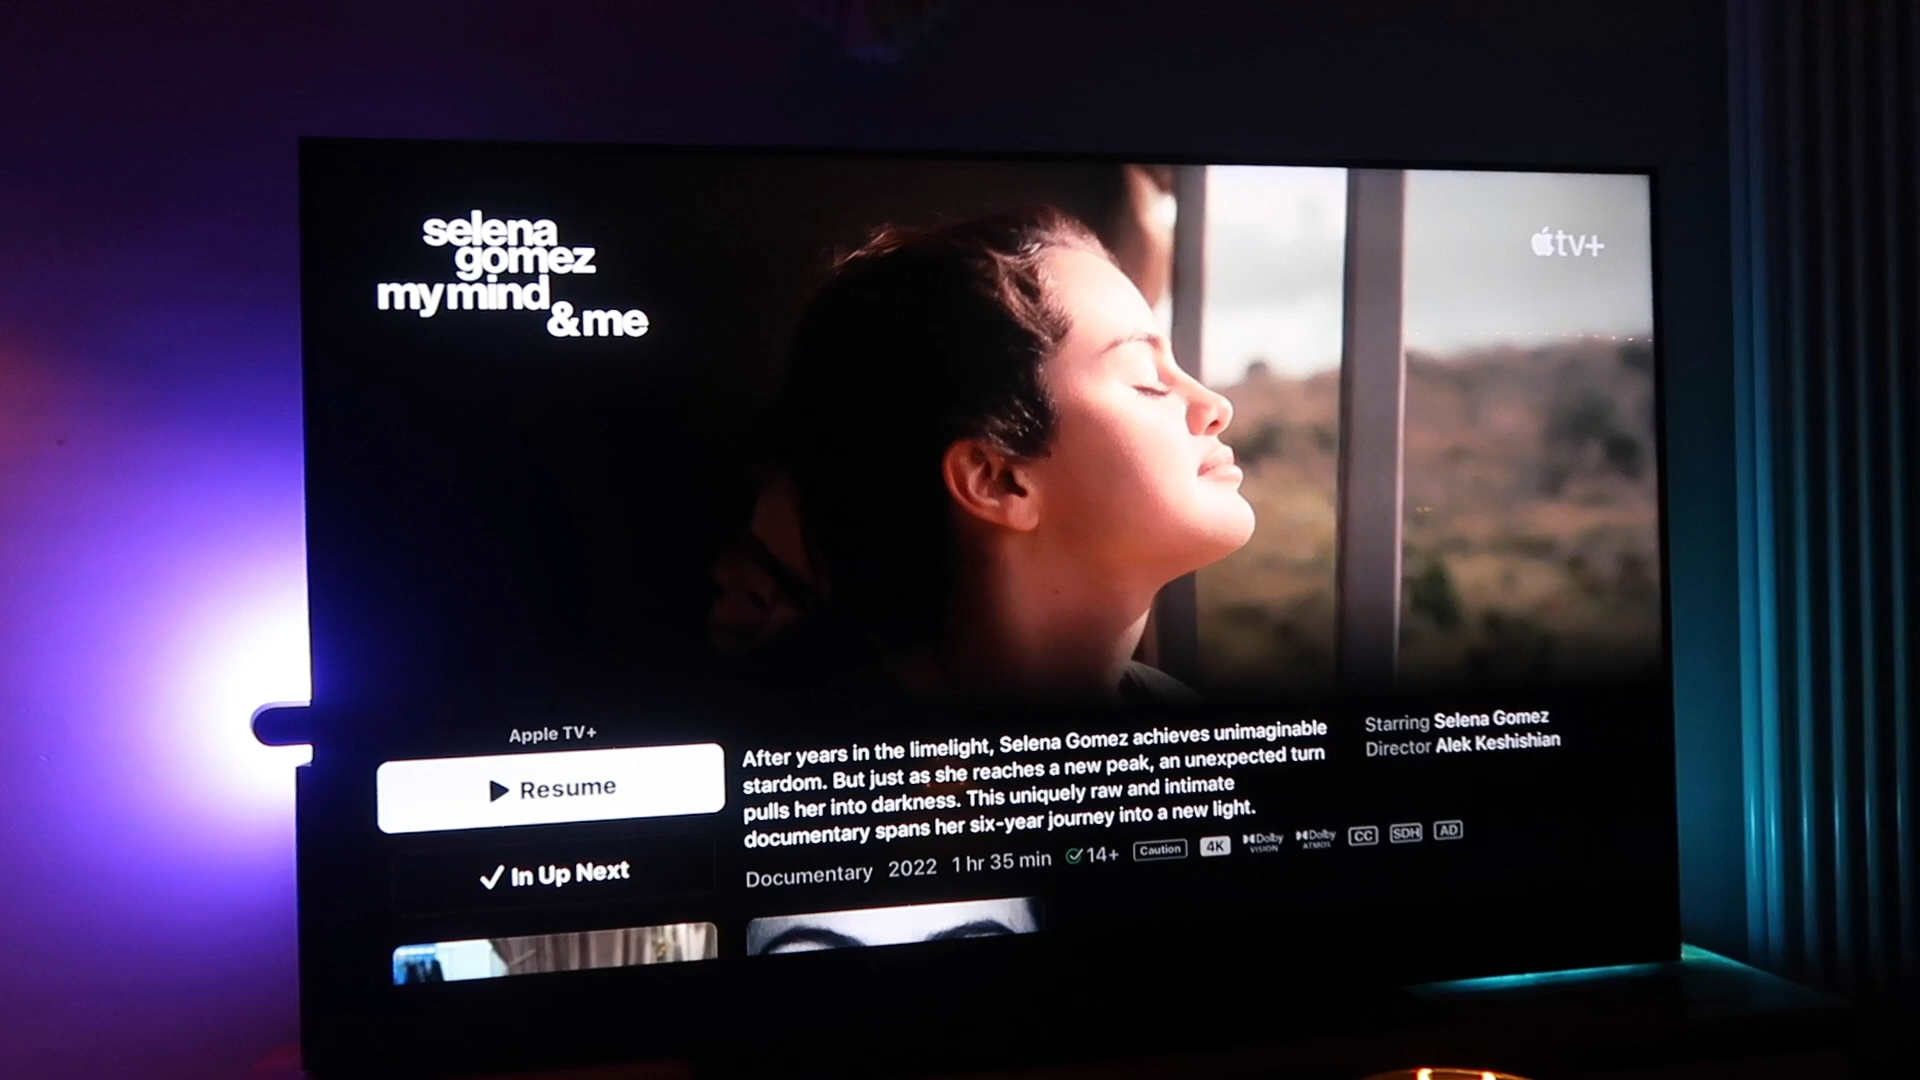 selena
gomez
my mind
& me
tv+
Apple TV+
Resume
In Up Next
After years in the limelight, Selena Gomez achieves unimaginable
stardom. But just as she reaches a new peak, an unexpected turn
pulls her into darkness. This uniquely raw and intimate
documentary spans her six-year journey into a new light.
Documentary 2022 1 hr 35 min 14+ Caution 4K Dolby VISION Dolby ATMOS CC SDH AD
Starring Selena Gomez
Director Alek Keshishian